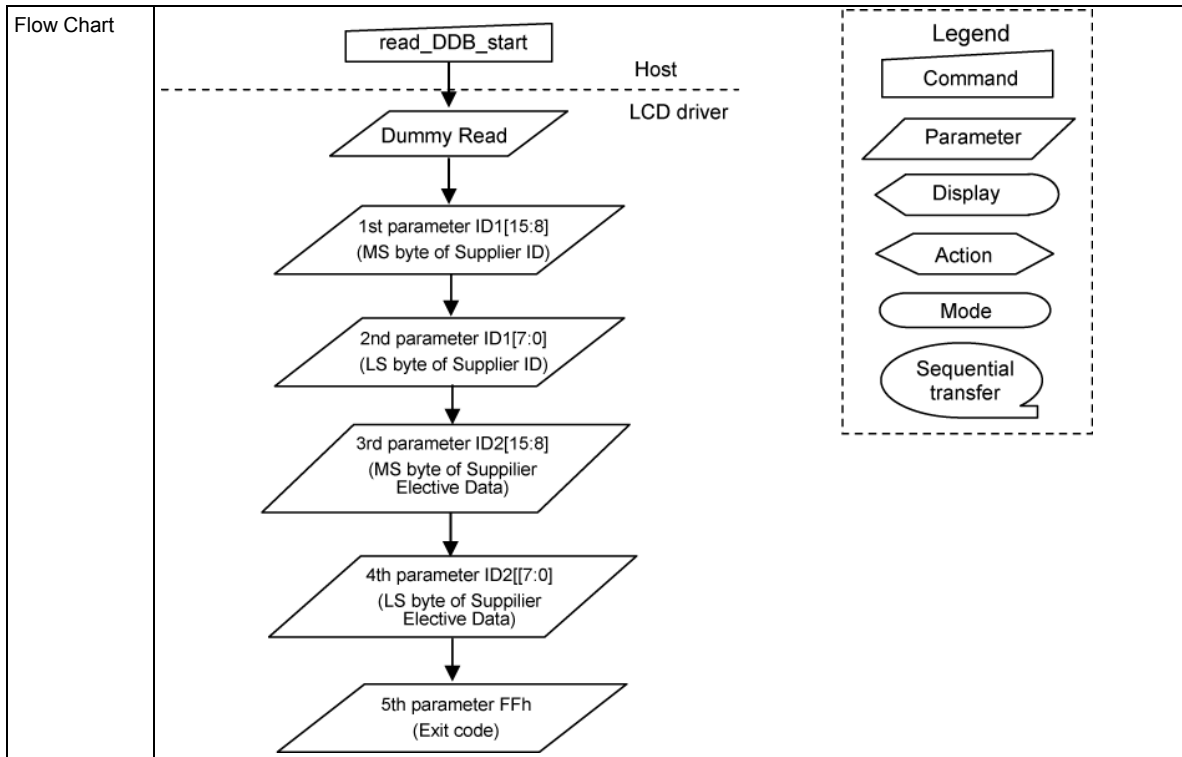 Flow Chart
read_DDB_start
Host
LCD driver
Dummy Read
1st parameter ID1[15:8]
(MS byte of Supplier ID)
2nd parameter ID1[7:0]
(LS byte of Supplier ID)
3rd parameter ID2[15:8]
(MS byte of Suppilier
Elective Data)
4th parameter ID2[[7:0]
(LS byte of Suppilier
Elective Data)
5th parameter FFh
(Exit code)
Legend
Command
Parameter
Display
Action
Mode
Sequential
transfer